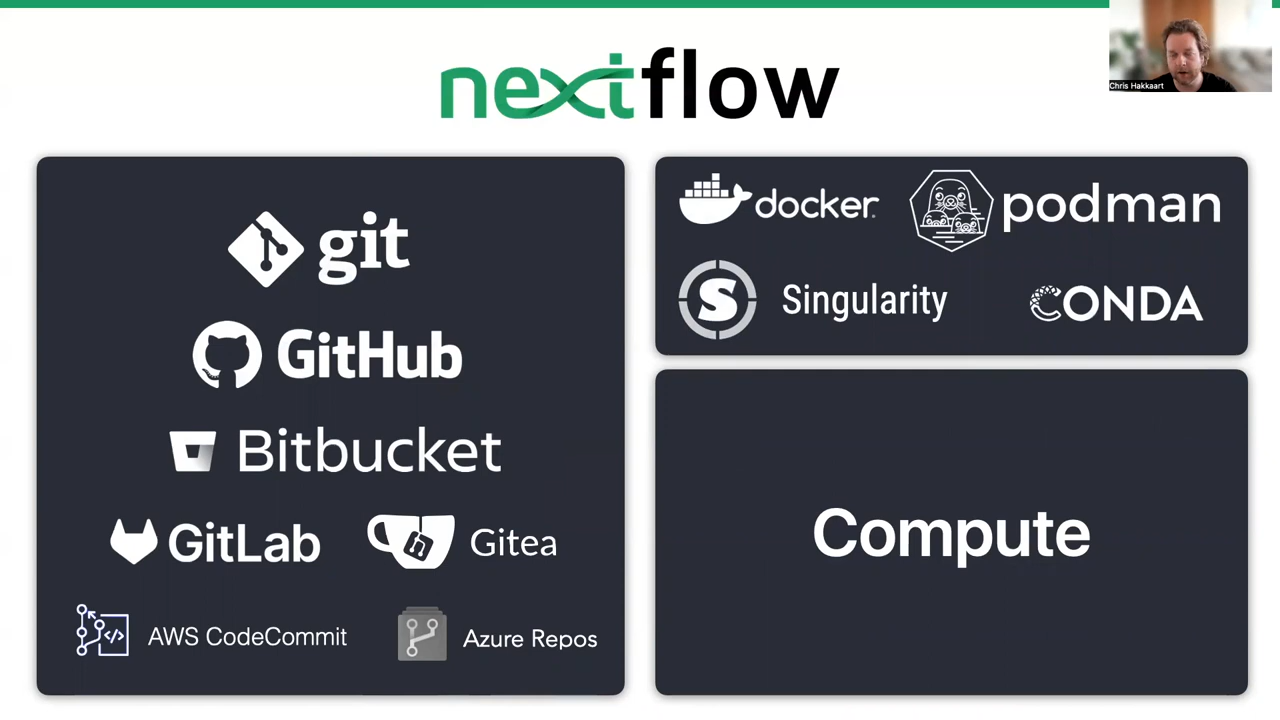 nextflow
Chris Hakkaart
git
GitHub
Bitbucket
GitLab
Gitea
AWS CodeCommit
Azure Repos
docker
podman
Singularity
CONDA
Compute